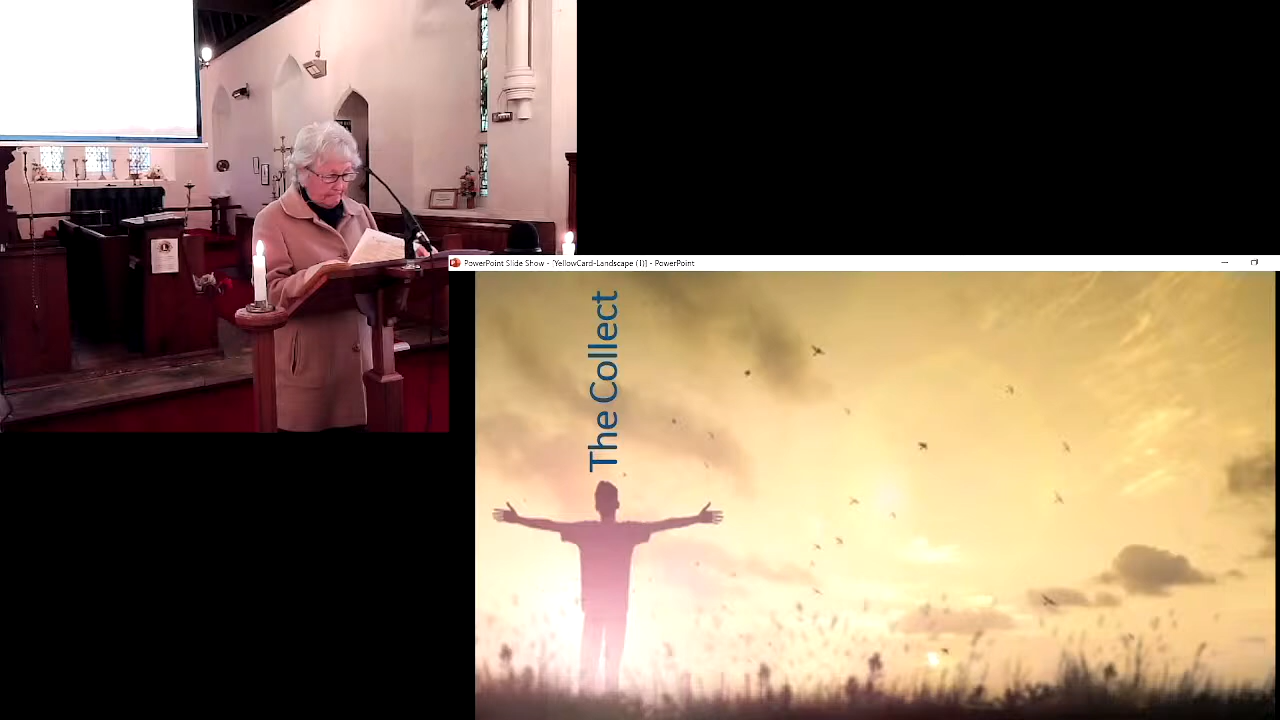 PowerPoint Slide Show - [YellowCard-Landscape (1)] - PowerPoint
The Collect